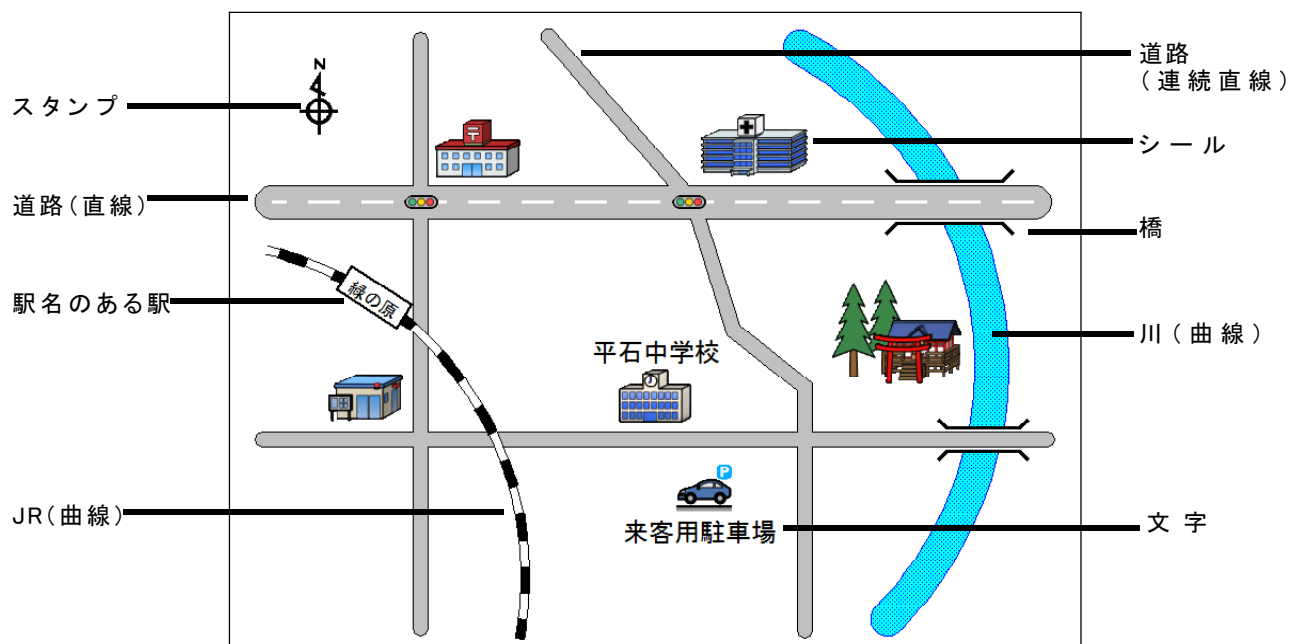 N
スタンプ
道路(直線)
駅名のある駅
JR(曲線)
〒
緑の原
平石中学校
P
来客用駐車場
道路
(連続直線)
シール
橋
川(曲線)
文字